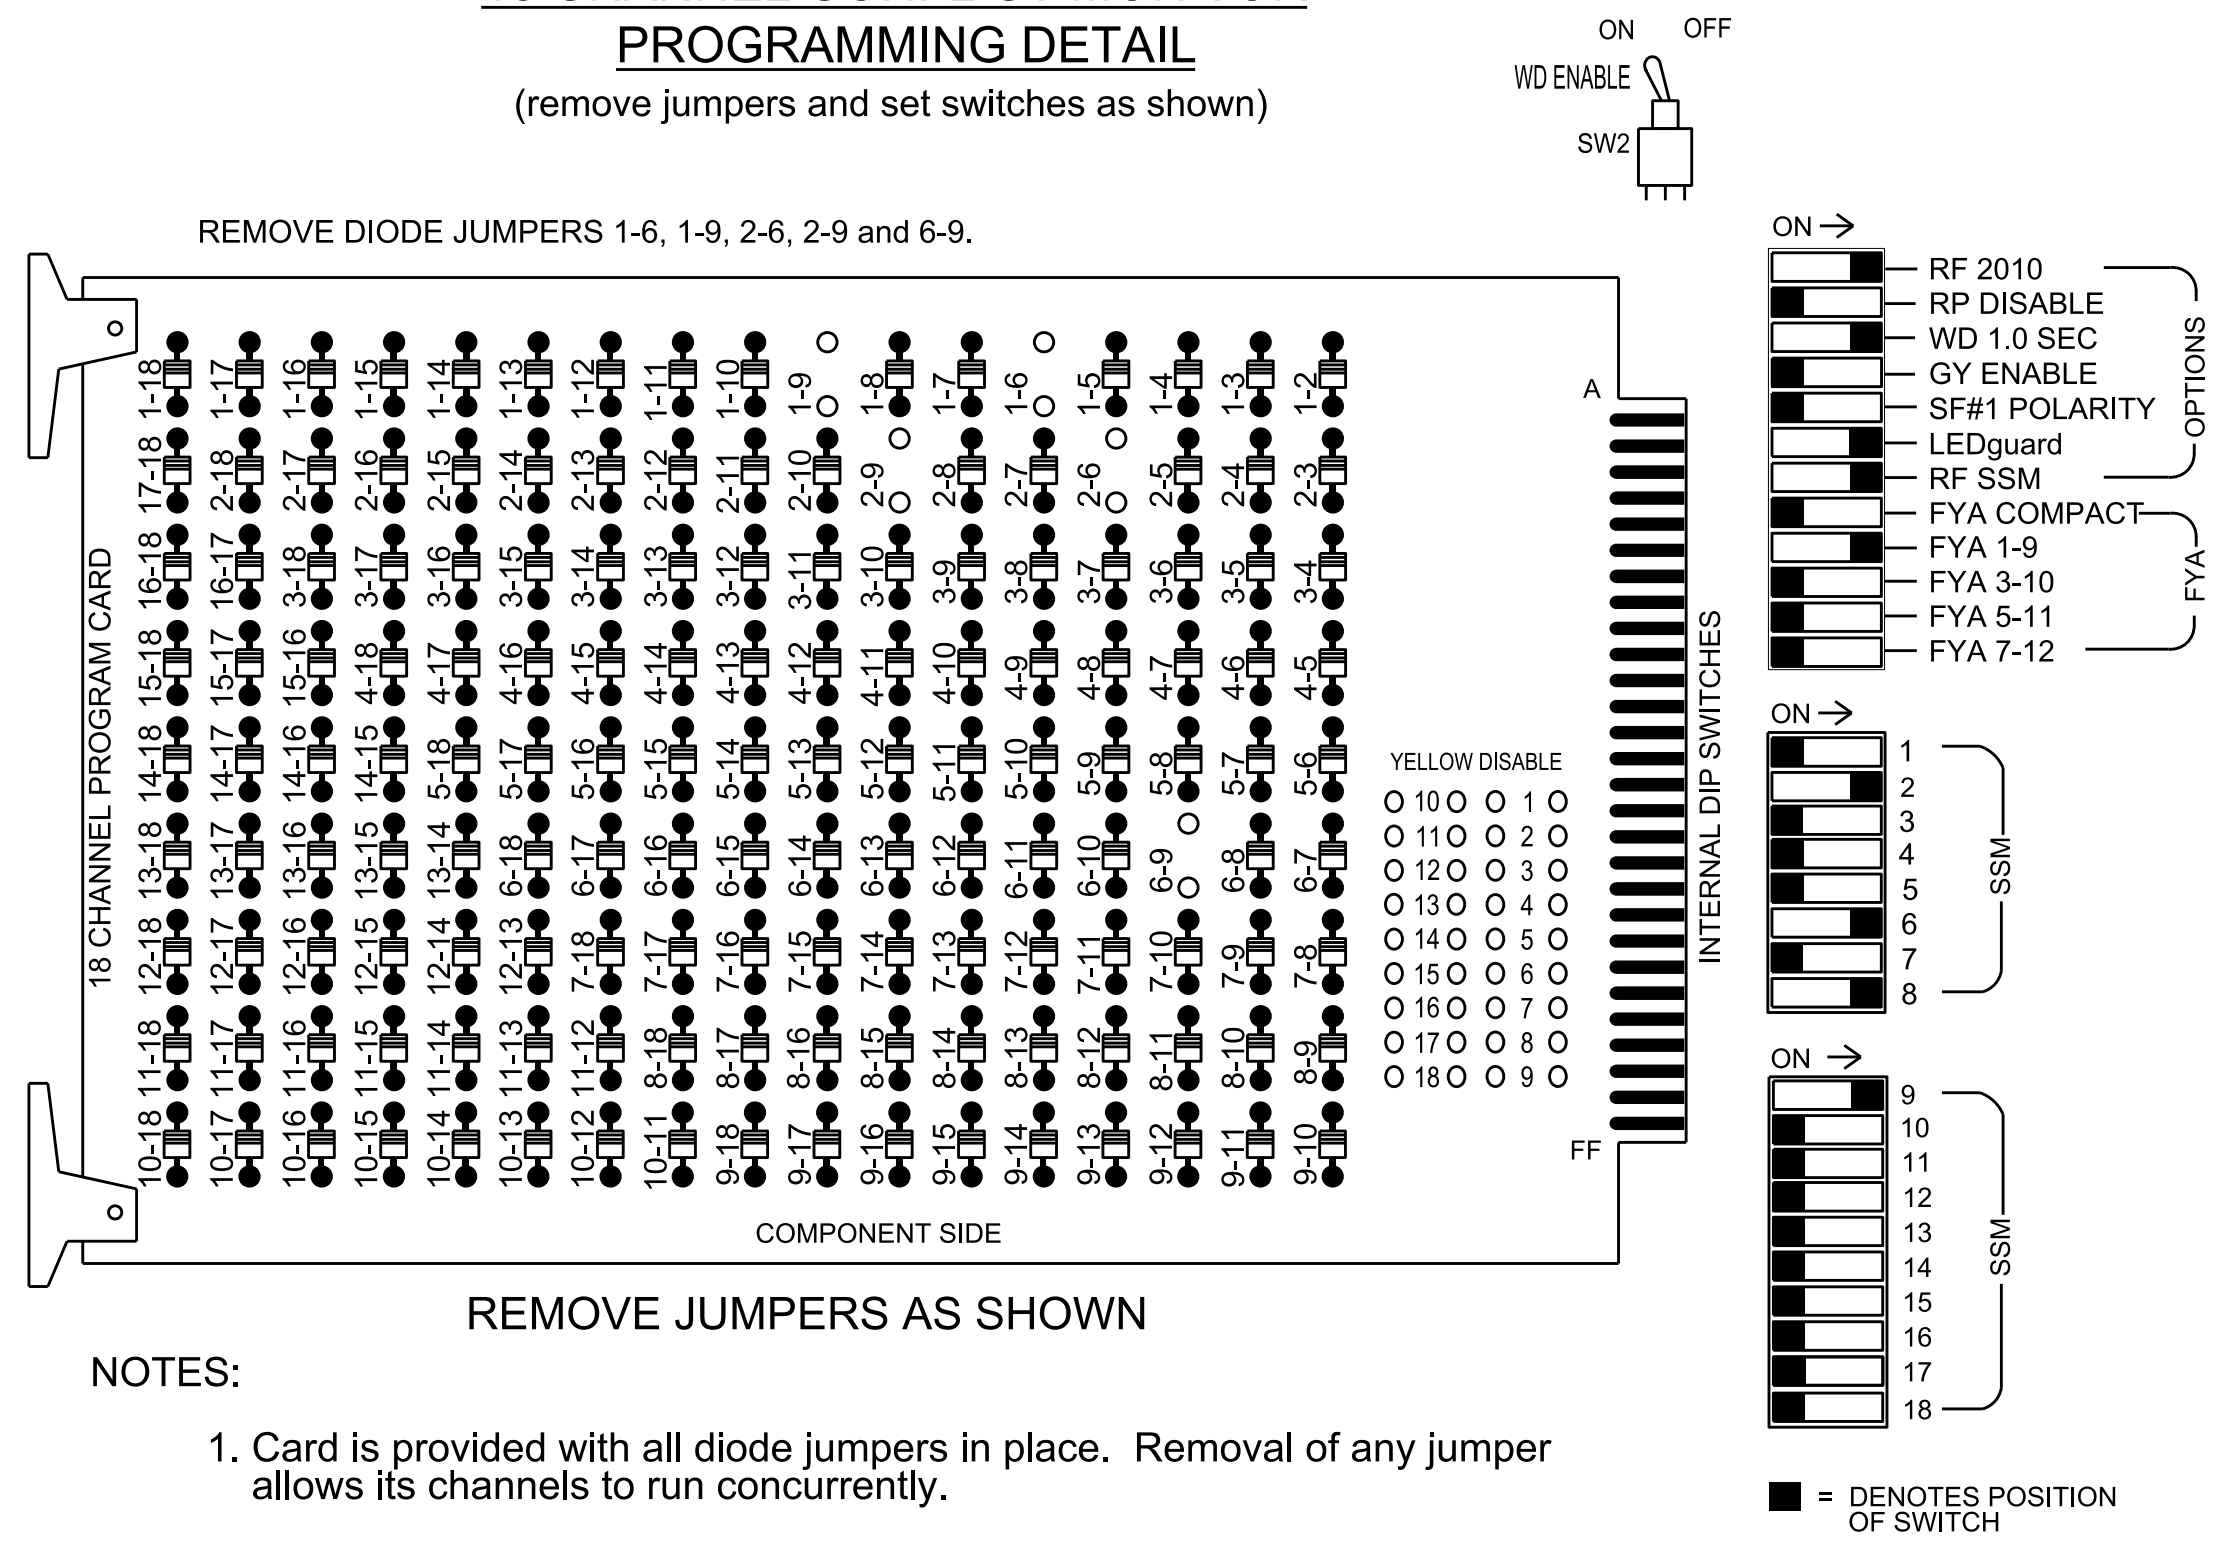 PROGRAMMING DETAIL
(remove jumpers and set switches as shown)
ON OFF
WD ENABLE
SW2
REMOVE DIODE JUMPERS 1-6, 1-9, 2-6, 2-9 and 6-9.
18 CHANNEL PROGRAM CARD
1-18 1-17 1-16 1-15 1-14 1-13 1-12 1-11 1-10 1-9 1-8 1-7 1-6 1-5 1-4 1-3 1-2
17-18 2-18 2-17 2-16 2-15 2-14 2-13 2-12 2-11 2-10 2-9 2-8 2-7 2-6 2-5 2-4 2-3
16-18 16-17 3-18 3-17 3-16 3-15 3-14 3-13 3-12 3-11 3-10 3-9 3-8 3-7 3-6 3-5 3-4
15-18 15-17 15-16 4-18 4-17 4-16 4-15 4-14 4-13 4-12 4-11 4-10 4-9 4-8 4-7 4-6 4-5
14-18 14-17 14-16 14-15 5-18 5-17 5-16 5-15 5-14 5-13 5-12 5-11 5-10 5-9 5-8 5-7 5-6
13-18 13-17 13-16 13-15 13-14 6-18 6-17 6-16 6-15 6-14 6-13 6-12 6-11 6-10 6-9 6-8 6-7
12-18 12-17 12-16 12-15 12-14 12-13 7-18 7-17 7-16 7-15 7-14 7-13 7-12 7-11 7-10 7-9 7-8
11-18 11-17 11-16 11-15 11-14 11-13 11-12 8-18 8-17 8-16 8-15 8-14 8-13 8-12 8-11 8-10 8-9
10-18 10-17 10-16 10-15 10-14 10-13 10-12 10-11 9-18 9-17 9-16 9-15 9-14 9-13 9-12 9-11 9-10
A
YELLOW DISABLE
10 1
11 2
12 3
13 4
14 5
15 6
16 7
17 8
18 9
FF
COMPONENT SIDE
INTERNAL DIP SWITCHES
ON
RF 2010
RP DISABLE
WD 1.0 SEC
GY ENABLE
SF#1 POLARITY
LEDguard
RF SSM
OPTIONS
FYA COMPACT
FYA 1-9
FYA 3-10
FYA 5-11
FYA 7-12
FYA
ON
1
2
3
4
5
6
7
8
SSM
ON
9
10
11
12
13
14
15
16
17
18
SSM
= DENOTES POSITION
OF SWITCH
REMOVE JUMPERS AS SHOWN
NOTES:
1. Card is provided with all diode jumpers in place. Removal of any jumper
allows its channels to run concurrently.